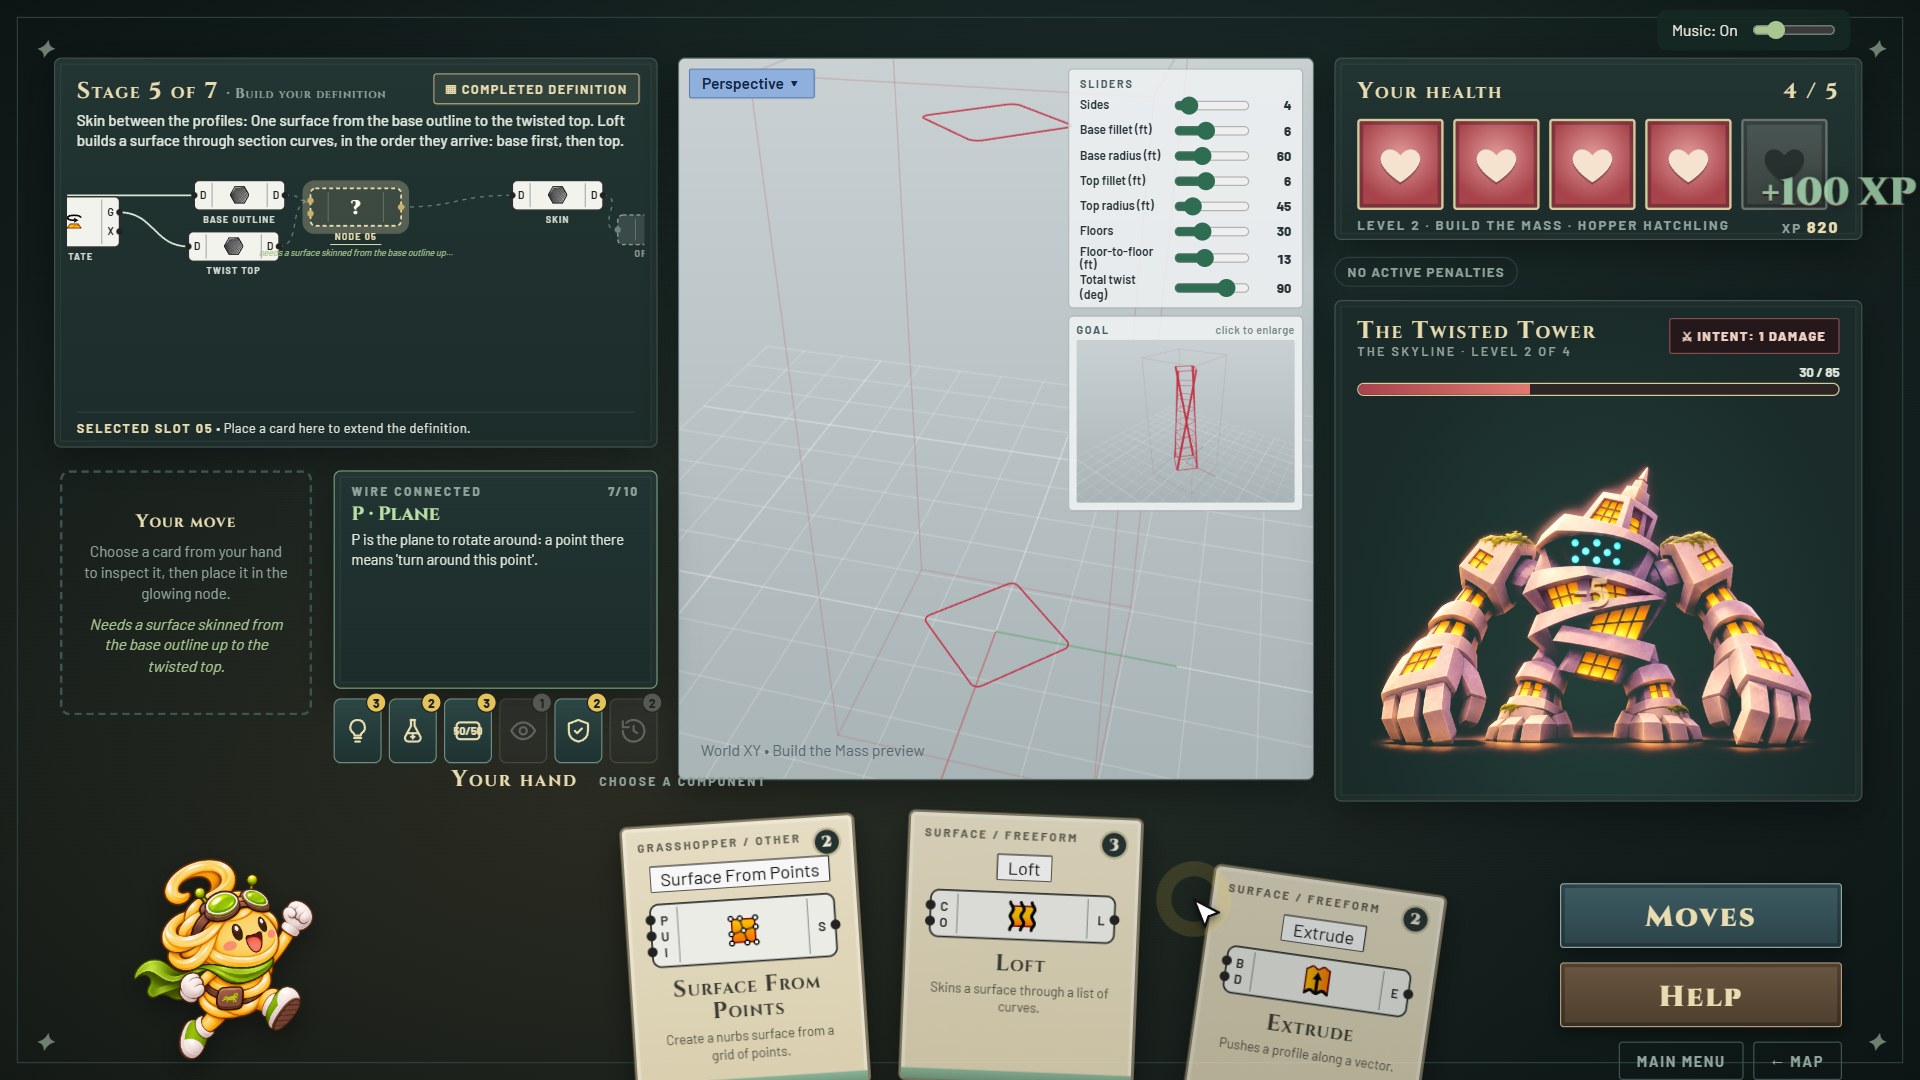 Music: On
STAGE 5 OF 7 · BUILD YOUR DEFINITION
COMPLETED DEFINITION
Skin between the profiles: One surface from the base outline to the twisted top. Loft
builds a surface through section curves, in the order they arrive: base first, then top.
D D
BASE OUTLINE
G
X
TATE
D D
TWIST TOP
?
NODE 05
needs a surface skinned from the base outline up...
D D
SKIN
SELECTED SLOT 05 • Place a card here to extend the definition.
YOUR MOVE
Choose a card from your hand
to inspect it, then place it in the
glowing node.
Needs a surface skinned from
the base outline up to the
twisted top.
WIRE CONNECTED 7/10
P · PLANE
P is the plane to rotate around: a point there
means 'turn around this point'.
3
2
3
1
2
2
50/50
Perspective ▾
SLIDERS
Sides 4
Base fillet (ft) 6
Base radius (ft) 60
Top fillet (ft) 6
Top radius (ft) 45
Floors 30
Floor-to-floor
(ft) 13
Total twist
(deg) 90
GOAL click to enlarge
World XY • Build the Mass preview
YOUR HEALTH 4 / 5
+100 XP
LEVEL 2 · BUILD THE MASS · HOPPER HATCHLING XP 820
NO ACTIVE PENALTIES
THE TWISTED TOWER
THE SKYLINE · LEVEL 2 OF 4
INTENT: 1 DAMAGE
30 / 85
YOUR HAND CHOOSE A COMPONENT
GRASSHOPPER / OTHER 2
Surface From Points
P
U
I
S
SURFACE FROM
POINTS
Create a nurbs surface from a
grid of points.
SURFACE / FREEFORM 3
Loft
C
O
L
LOFT
Skins a surface through a list of
curves.
SURFACE / FREEFORM 2
Extrude
B
D
E
EXTRUDE
Pushes a profile along a vector.
MOVES
HELP
MAIN MENU
← MAP